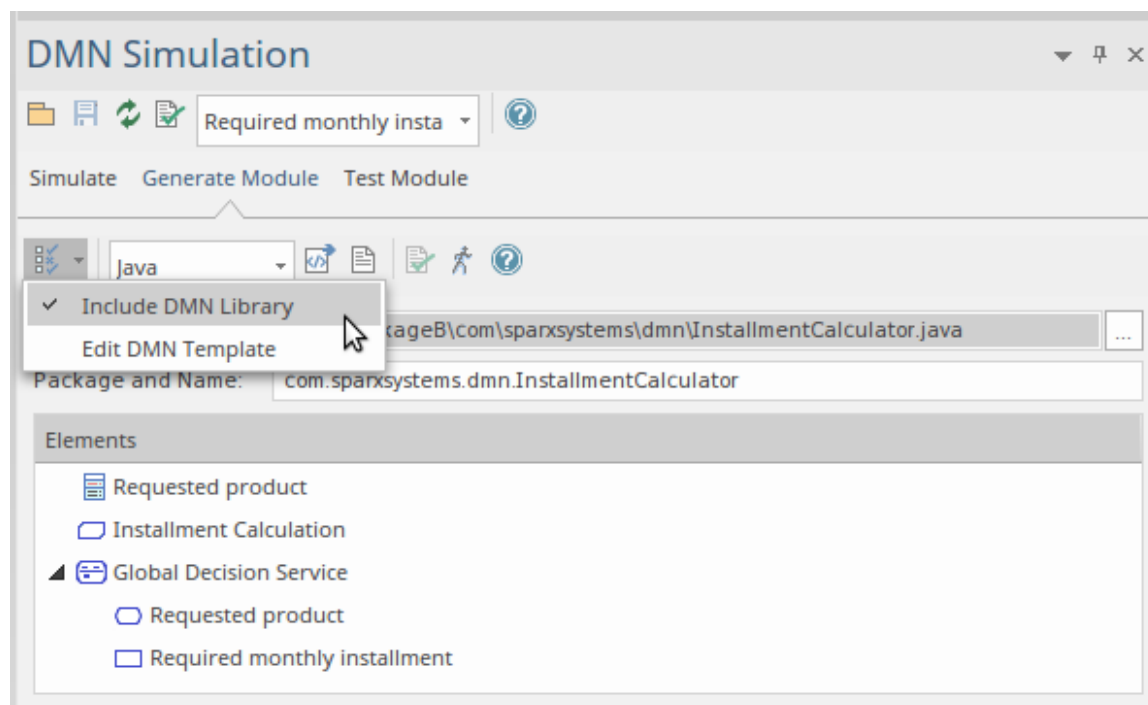 DMN Simulation
Required monthly insta
Simulate Generate Module Test Module
Java
Include DMN Library
kageB\com\sparxsystems\dmn\InstallmentCalculator.java
...
Edit DMN Template
Package and Name: com.sparxsystems.dmn.InstallmentCalculator
Elements
Requested product
Installment Calculation
Global Decision Service
Requested product
Required monthly installment